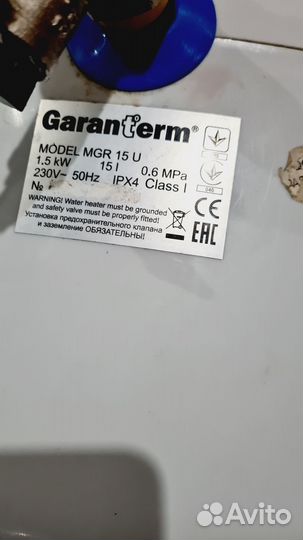 Garanterm®
MODEL MGR 15 U
1.5 kW 15 l 0.6 MPa
230V~ 50Hz IPX4 Class I
№
WARNING! Water heater must be grounded
and safety valve must be properly fitted!
Установка предохранительного клапана
и заземление ОБЯЗАТЕЛЬНЫ!
CE
EAC
Avito